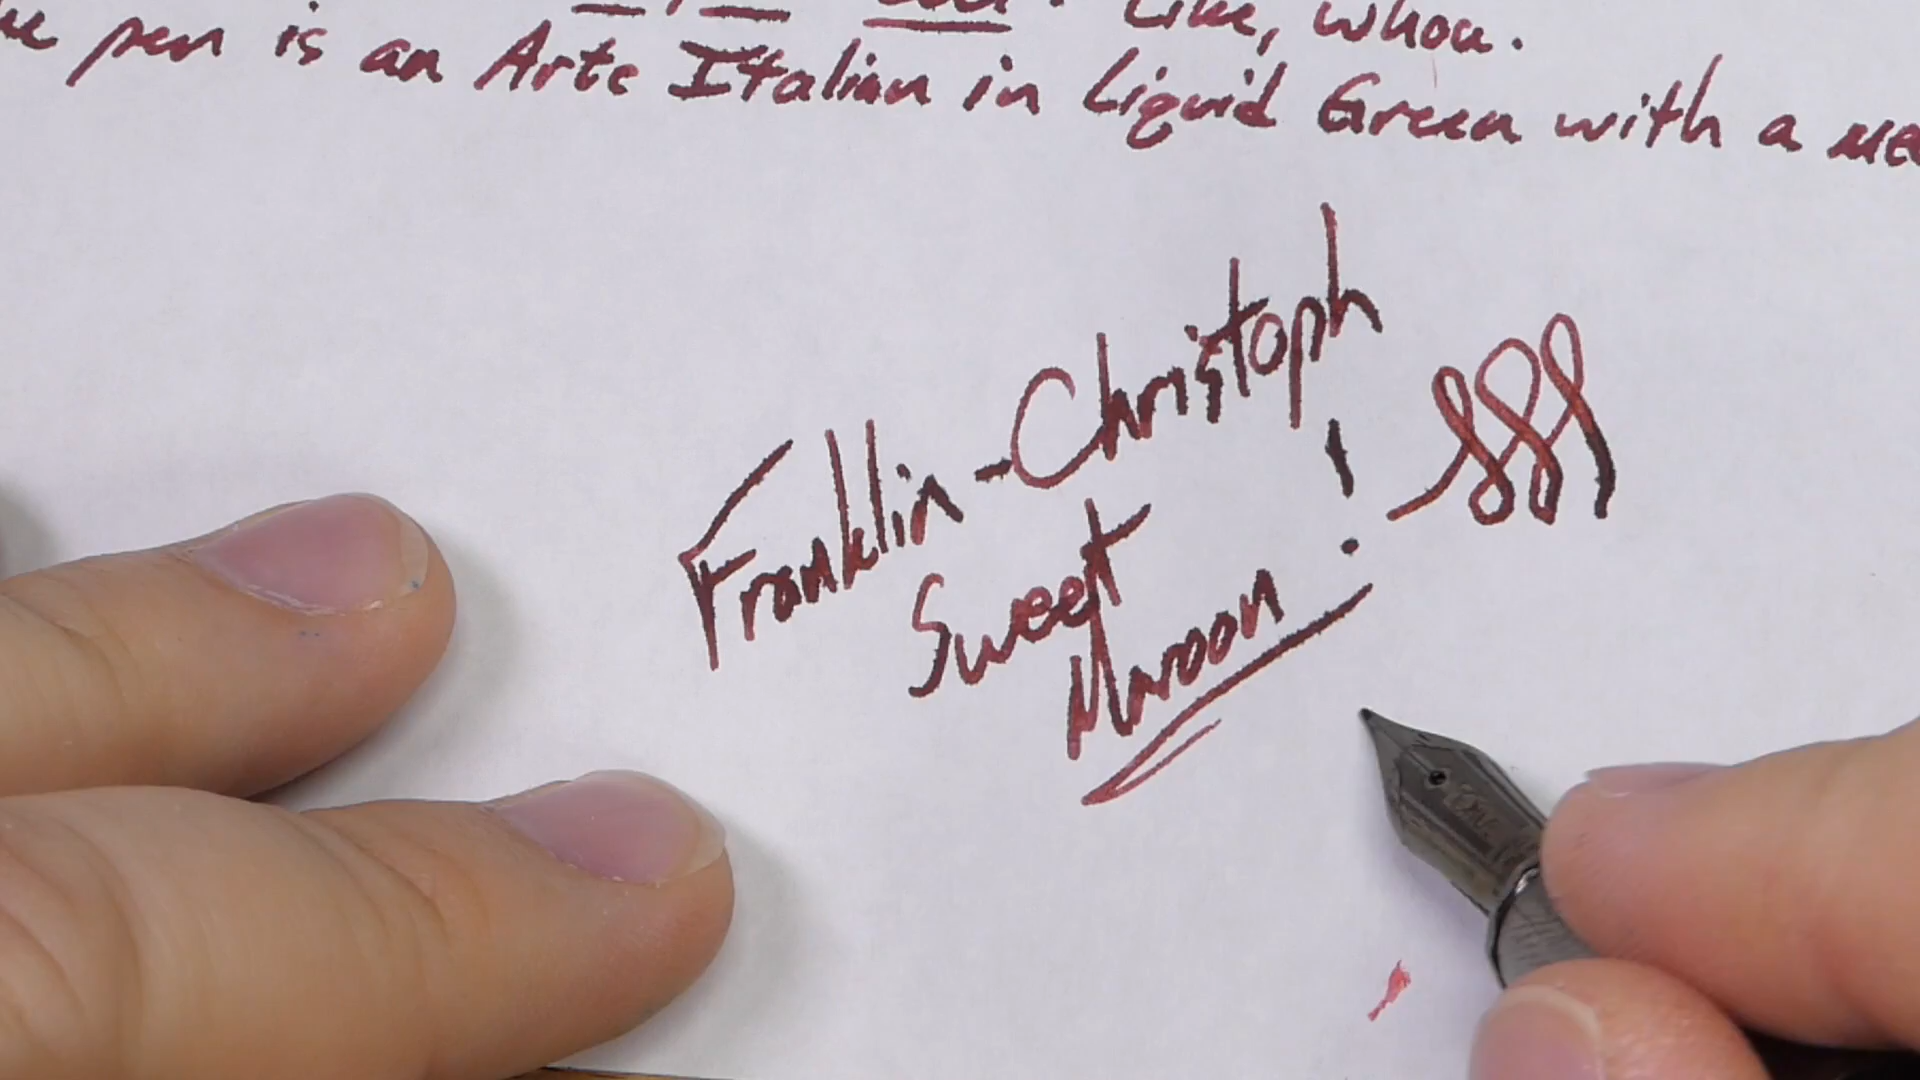 Like, whoa.
pen is an Arte Italian in Liquid Green with a
Franklin-Christoph
Sweet
Maroon!